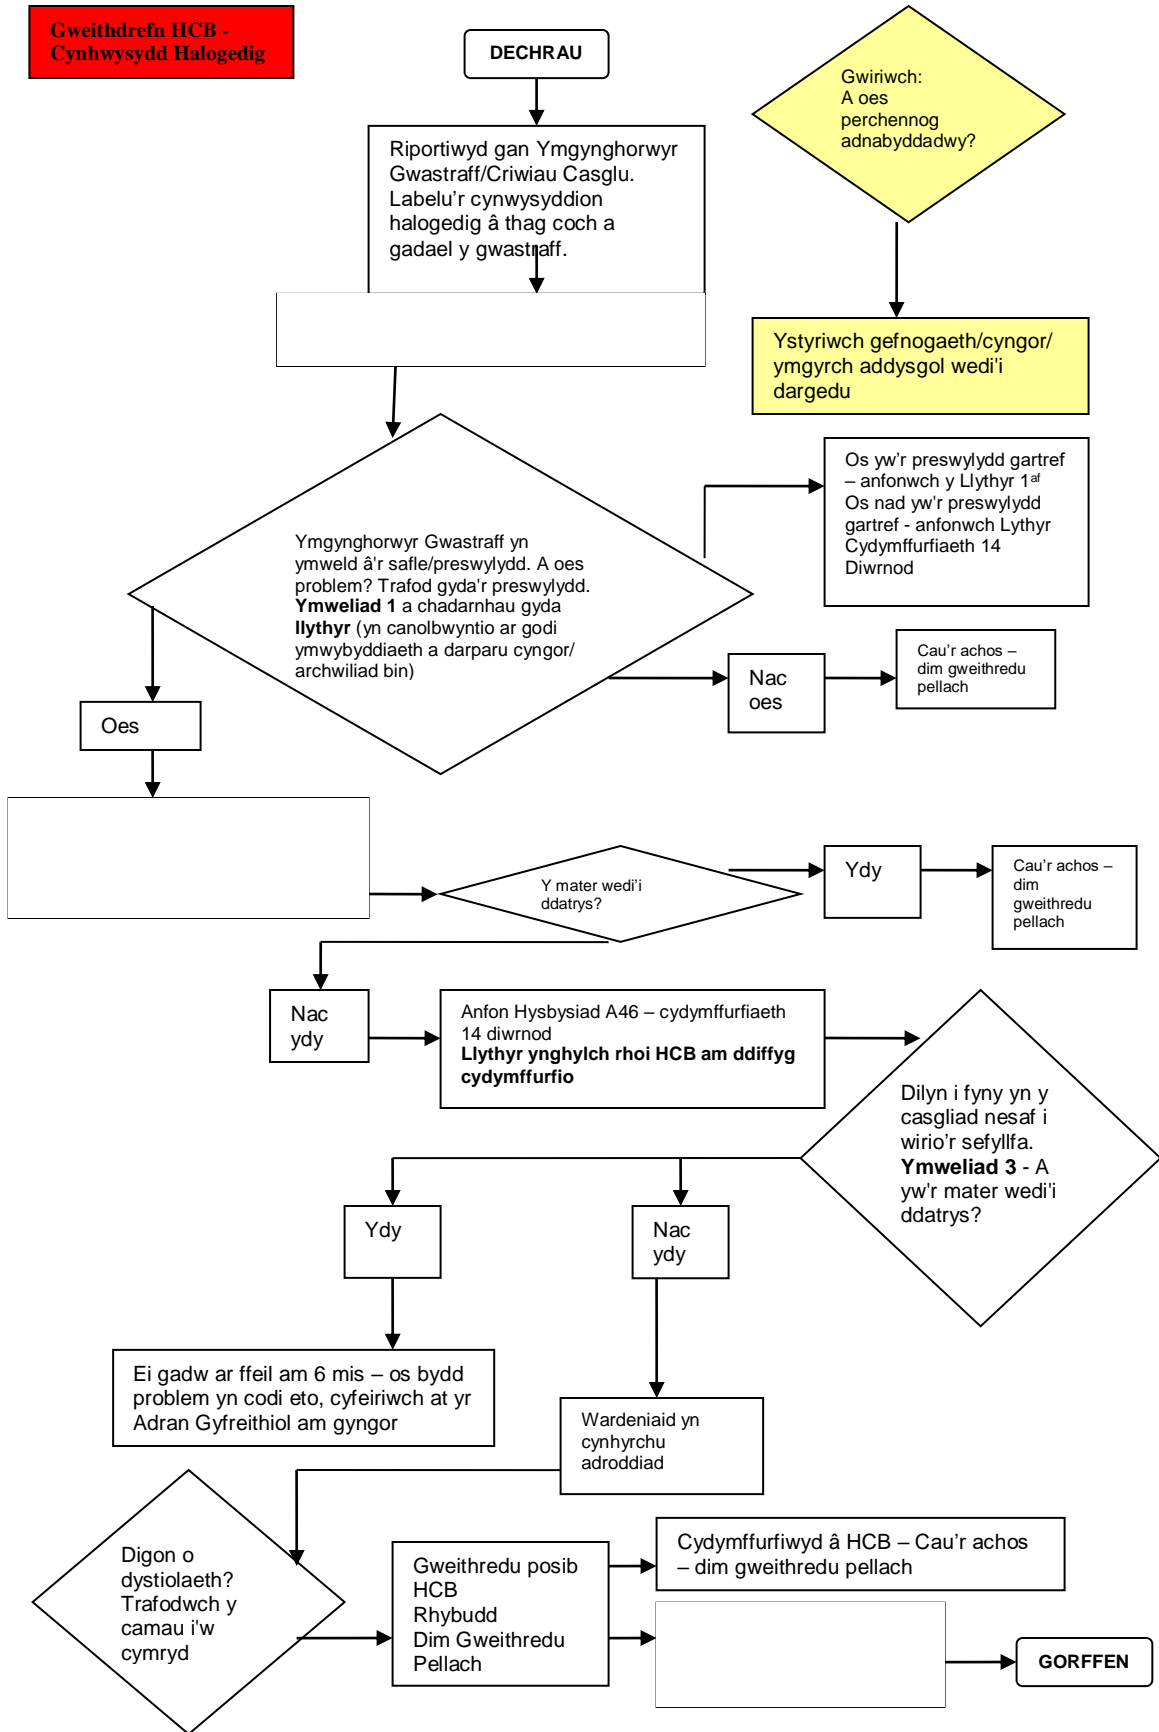 Gweithdrefn HCB -
Cynhwysydd Halogedig
DECHRAU
Gwiriwch:
A oes
perchennog
adnabyddadwy?
Riportiwyd gan Ymgynghorwyr
Gwastraff/Criwiau Casglu.
Labelu'r cynwysyddion
halogedig â thag coch a
gadael y gwastraff.
Ystyriwch gefnogaeth/cyngor/
ymgyrch addysgol wedi'i
dargedu
Os yw'r preswylydd gartref
– anfonwch y Llythyr 1af
Os nad yw'r preswylydd
gartref - anfonwch Lythyr
Cydymffurfiaeth 14
Diwrnod
Ymgynghorwyr Gwastraff yn
ymweld â'r safle/preswylydd. A oes
problem? Trafod gyda'r preswylydd.
Ymweliad 1 a chadarnhau gyda
llythyr (yn canolbwyntio ar godi
ymwybyddiaeth a darparu cyngor/
archwiliad bin)
Nac
oes
Cau'r achos –
dim gweithredu
pellach
Oes
Y mater wedi'i
ddatrys?
Ydy
Cau'r achos –
dim
gweithredu
pellach
Nac
ydy
Anfon Hysbysiad A46 – cydymffurfiaeth
14 diwrnod
Llythyr ynghylch rhoi HCB am ddiffyg
cydymffurfio
Dilyn i fyny yn y
casgliad nesaf i
wirio'r sefyllfa.
Ymweliad 3 - A
yw'r mater wedi'i
ddatrys?
Ydy
Nac
ydy
Ei gadw ar ffeil am 6 mis – os bydd
problem yn codi eto, cyfeiriwch at yr
Adran Gyfreithiol am gyngor
Wardeniaid yn
cynhyrchu
adroddiad
Digon o
dystiolaeth?
Trafodwch y
camau i'w
cymryd
Gweithredu posib
HCB
Rhybudd
Dim Gweithredu
Pellach
Cydymffurfiwyd â HCB – Cau'r achos
– dim gweithredu pellach
GORFFEN